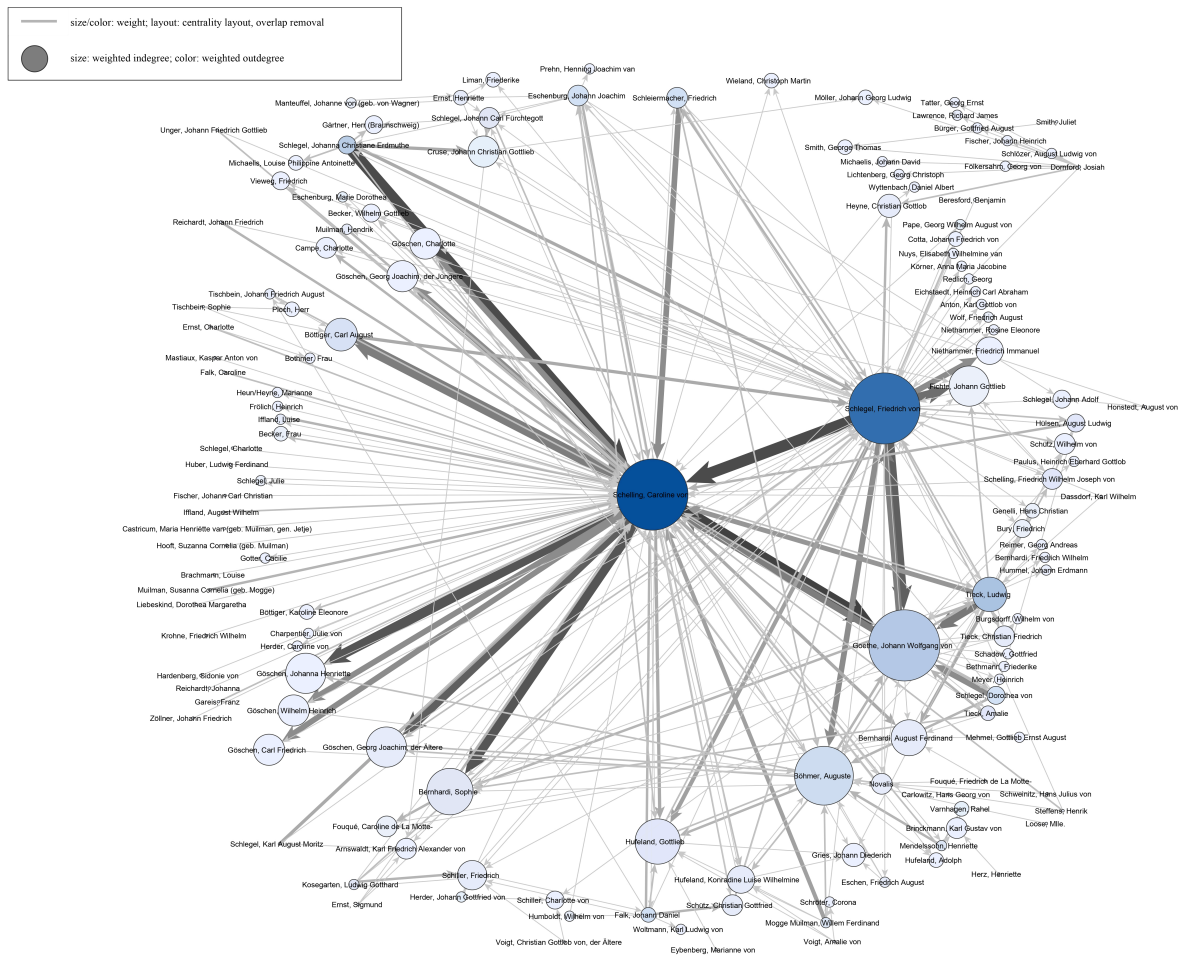 size/color: weight; layout: centrality layout, overlap removal
size: weighted indegree; color: weighted outdegree
Prehn, Henning Joachim van
Liman, Friederike
Wieland, Christoph Martin
Manteuffel, Johanne von (geb. von Wagner)
Ernst, Henriette
Eschenburg, Johann Joachim
Schleiermacher, Friedrich
Möller, Johann Georg Ludwig
Tatter, Georg Ernst
Lawrence, Richard James
Gärtner, Herr (Braunschweig)
Schlegel, Johann Carl Fürchtegott
Smith, Juliet
Unger, Johann Friedrich Gottlieb
Bürger, Gottfried August
Fischer, Johann Heinrich
Schlegel, Johanna Christiane Erdmuthe
Cruse, Johann Christian Gottlieb
Smith, George Thomas
Schlözer, August Ludwig von
Michaelis, Louise Philippine Antoinette
Michaelis, Johann David
Fölkersahn, Georg von
Dornford, Josiah
Vieweg, Friedrich
Lichtenberg, Georg Christoph
Wyttenbach, Daniel Albert
Eschenburg, Marie Dorothea
Beresford, Benjamin
Becker, Wilhelm Gottlieb
Heyne, Christian Gottlob
Reichardt, Johann Friedrich
Muilman, Hendrik
Pape, Georg Wilhelm August von
Campe, Charlotte
Göschen, Charlotte
Cotta, Johann Friedrich von
Nuys, Elisabeth Wilhelmine van
Göschen, Georg Joachim, der Jüngere
Körner, Anna Maria Jacobine
Redlich, Georg
Tischbein, Johann Friedrich August
Eichstaedt, Heinrich Carl Abraham
Tischbein, Sophie
Ploch, Herr
Anton, Karl Gottlob von
Wolf, Friedrich August
Ernst, Charlotte
Böttiger, Carl August
Niethammer, Rosine Eleonore
Mastiaux, Kaspar Anton von
Bothmer, Frau
Niethammer, Friedrich Immanuel
Falk, Caroline
Fichte, Johann Gottlieb
Heun/Heyne, Marianne
Schlegel, Johann Adolf
Frölich, Heinrich
Schlegel, Friedrich von
Honstedt, August von
Iffland, Luise
Hülsen, August Ludwig
Becker, Frau
Schütz, Wilhelm von
Schlegel, Charlotte
Paulus, Heinrich Eberhard Gottlob
Huber, Ludwig Ferdinand
Schlegel, Julie
Schelling, Friedrich Wilhelm Joseph von
Fischer, Johann Carl Christian
Schelling, Caroline von
Dassdorf, Karl Wilhelm
Iffland, August Wilhelm
Genelli, Hans Christian
Castricum, Maria Henriëtte van (geb. Muilman, gen. Jetje)
Bury, Friedrich
Hooft, Suzanna Cornelia (geb. Muilman)
Reimer, Georg Andreas
Gotter, Cäcilie
Bernhardi, Friedrich Wilhelm
Brachmann, Louise
Hummel, Johann Erdmann
Muilman, Susanna Cornelia (geb. Mogge)
Tieck, Ludwig
Liebeskind, Dorothea Margaretha
Böttiger, Karoline Eleonore
Burgsdorff, Wilhelm von
Krohne, Friedrich Wilhelm
Charpentier, Julie von
Tieck, Christian Friedrich
Herder, Caroline von
Goethe, Johann Wolfgang von
Schadow, Gottfried
Bethmann, Friederike
Hardenberg, Sidonie von
Göschen, Johanna Henriette
Meyer, Heinrich
Reichardt, Johanna
Schlegel, Dorothea von
Gareis, Franz
Göschen, Wilhelm Heinrich
Tieck, Amalie
Zöllner, Johann Friedrich
Bernhardi, August Ferdinand
Mehmel, Gottlieb Ernst August
Göschen, Carl Friedrich
Göschen, Georg Joachim, der Ältere
Böhmer, Auguste
Novalis
Fouqué, Friedrich de La Motte-
Bernhardi, Sophie
Carlowitz, Hans Georg von
Schweinitz, Hans Julius von
Varnhagen, Rahel
Steffens, Henrik
Fouqué, Caroline de La Motte-
Brinckmann, Karl Gustav von
Loose, Mlle.
Schlegel, Karl August Moritz
Arnswaldt, Karl Friedrich Alexander von
Hufeland, Gottlieb
Mendelssohn, Henriette
Gries, Johann Diederich
Hufeland, Adolph
Schiller, Friedrich
Hufeland, Konradine Luise Wilhelmine
Herz, Henriette
Kosegarten, Ludwig Gotthard
Eschen, Friedrich August
Herder, Johann Gottfried von
Schiller, Charlotte von
Ernst, Sigmund
Schütz, Christian Gottfried
Schröter, Corona
Humboldt, Wilhelm von
Falk, Johann Daniel
Mogge Muilman, Willem Ferdinand
Woltmann, Karl Ludwig von
Voigt, Christian Gottlob von, der Ältere
Voigt, Amalie von
Eybenberg, Marianne von